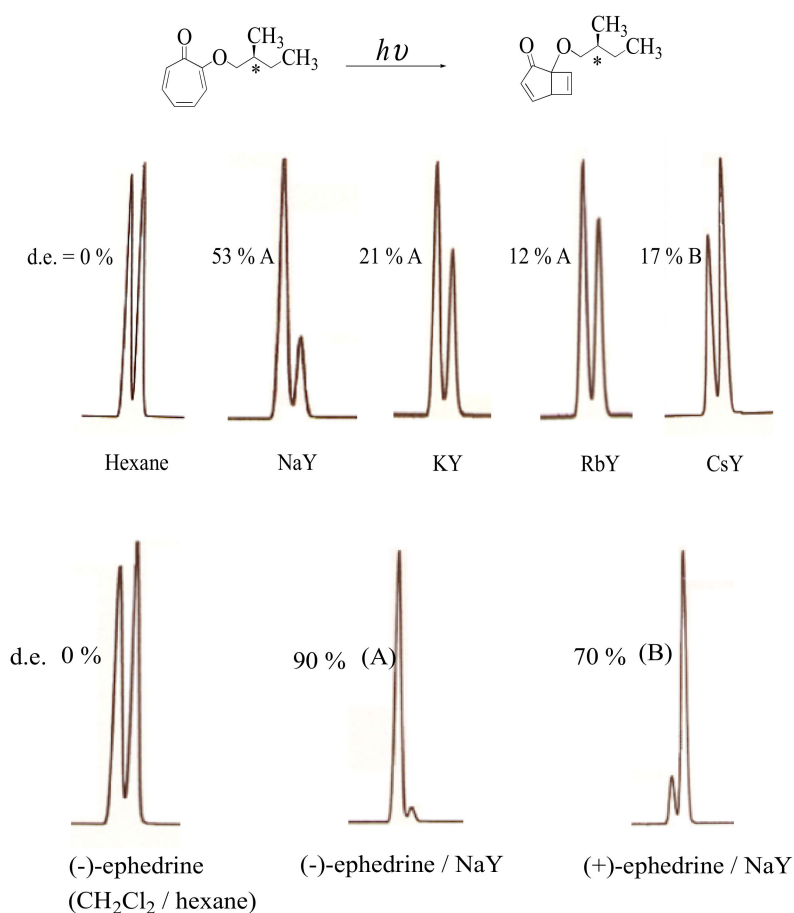 CH₃
O
O
CH₃
*
hυ
O
O
CH₃
CH₃
*
d.e. = 0 %
53 % A
21 % A
12 % A
17 % B
Hexane
NaY
KY
RbY
CsY
d.e. 0 %
90 % (A)
70 % (B)
(-)-ephedrine
(CH₂Cl₂ / hexane)
(-)-ephedrine / NaY
(+)-ephedrine / NaY